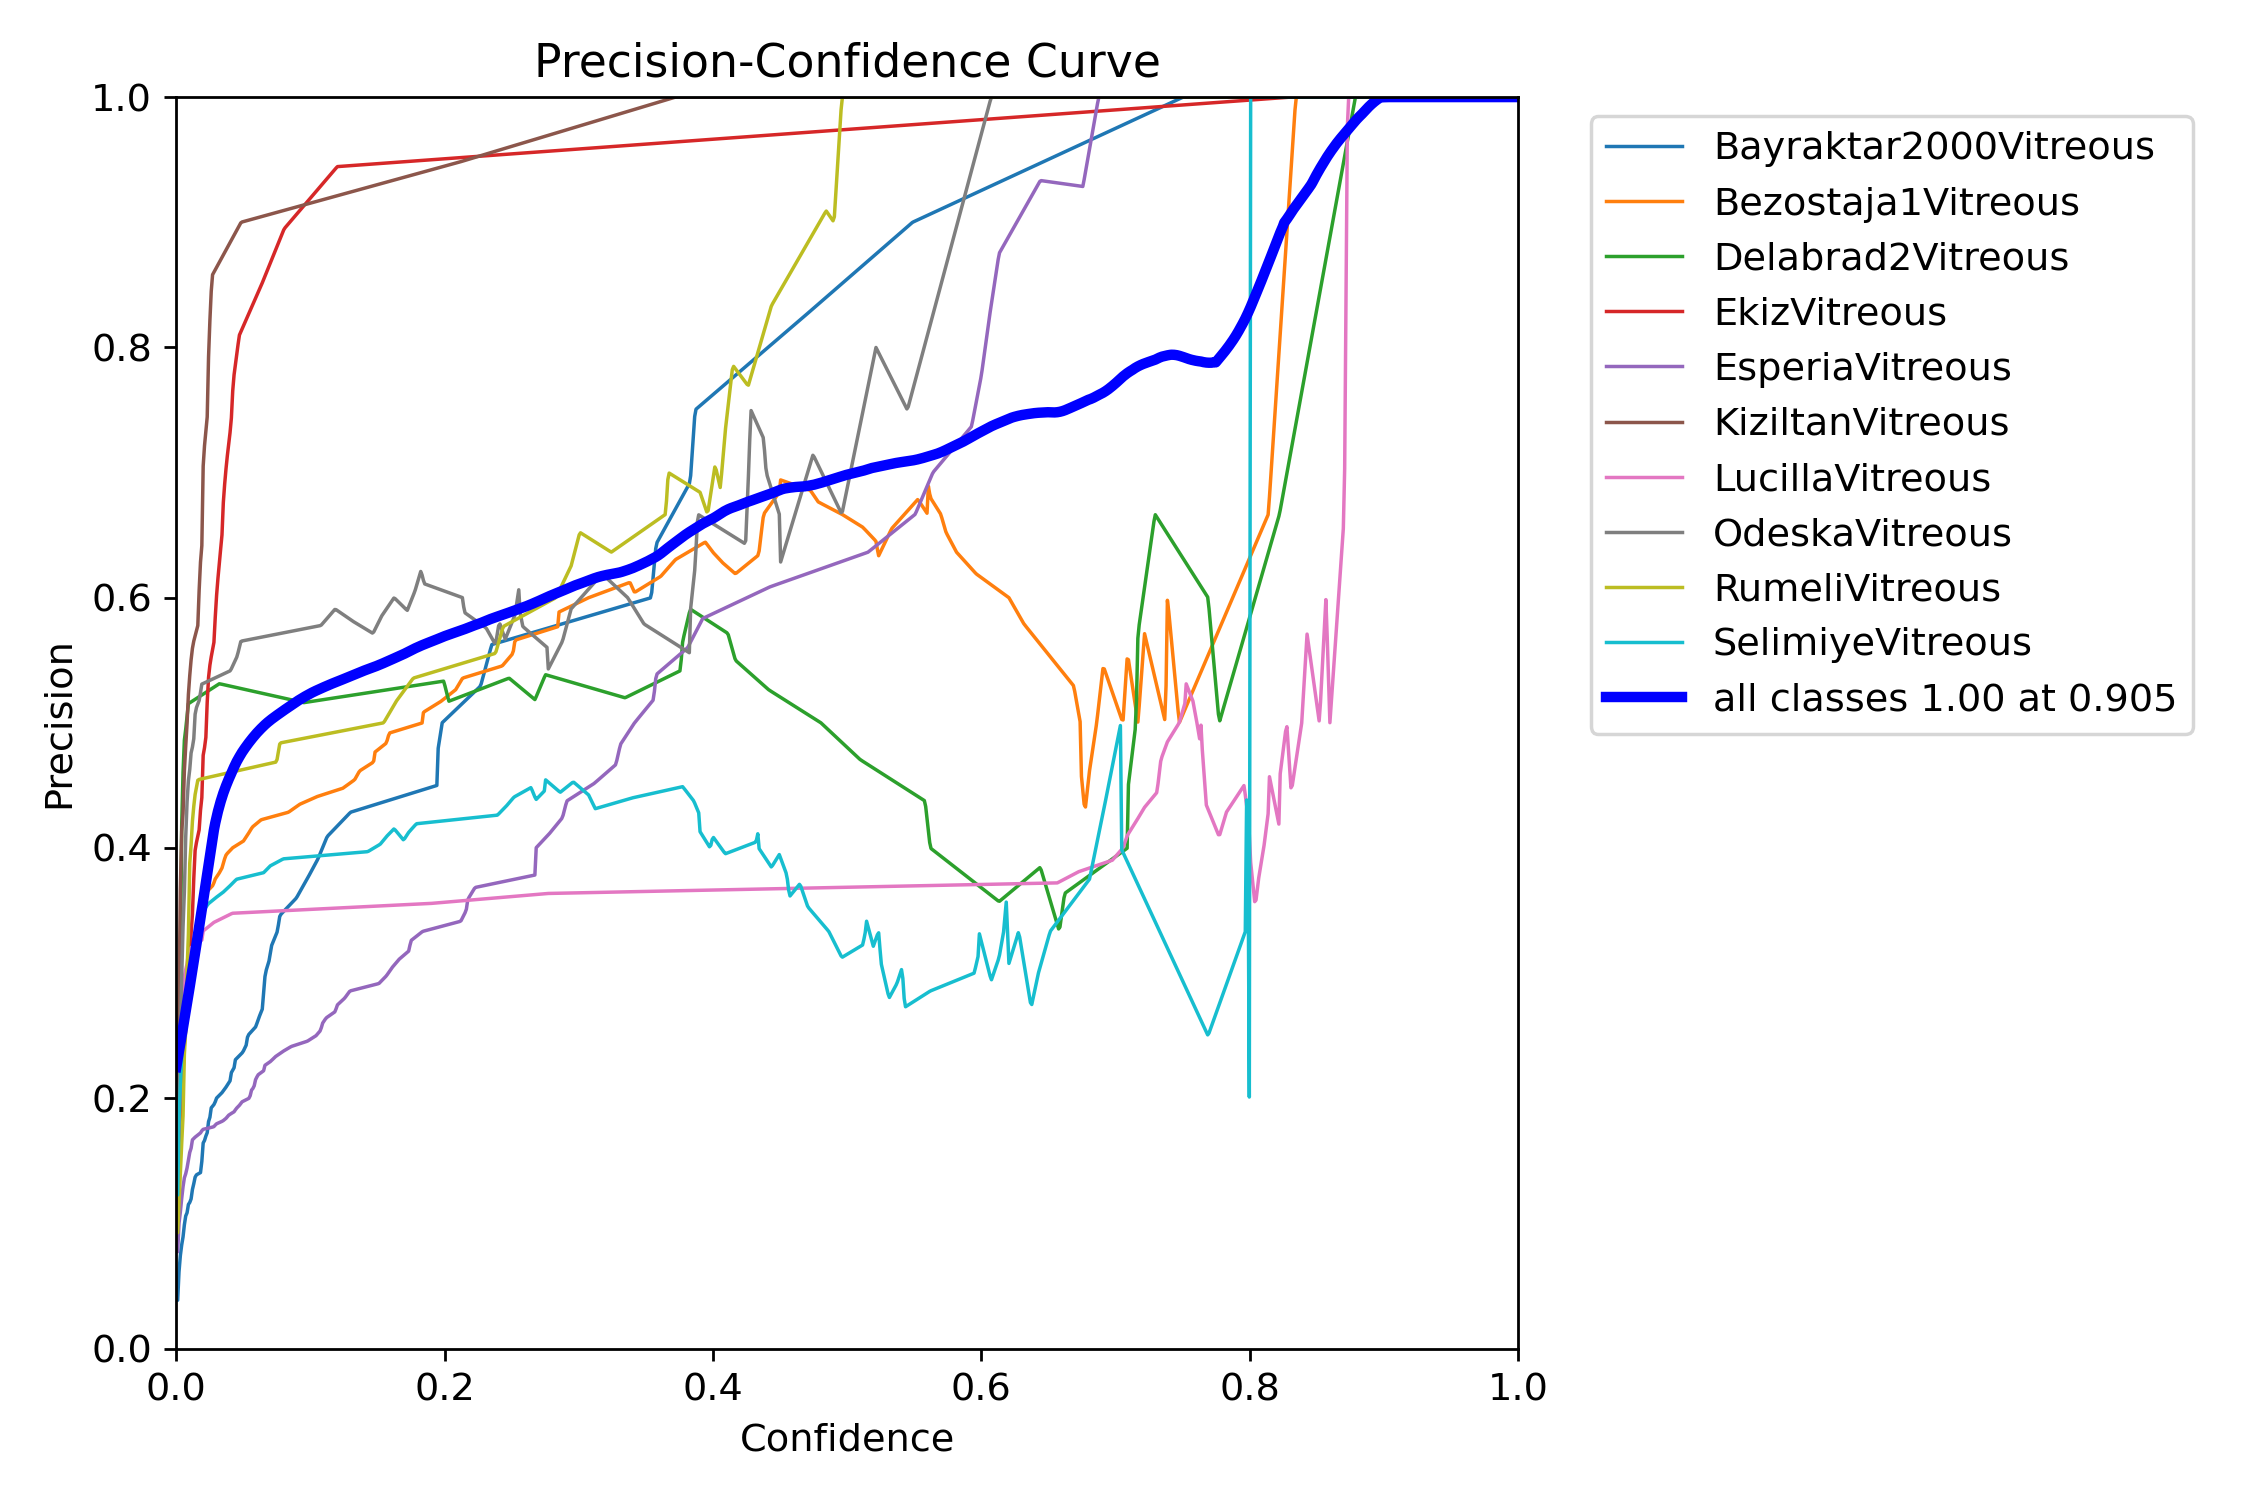 Precision-Confidence Curve
1.0
0.8
0.6
0.4
0.2
0.0
Precision
0.0 0.2 0.4 0.6 0.8 1.0
Confidence
Bayraktar2000Vitreous
Bezostaja1Vitreous
Delabrad2Vitreous
EkizVitreous
EsperiaVitreous
KiziltanVitreous
LucillaVitreous
OdeskaVitreous
RumeliVitreous
SelimiyeVitreous
all classes 1.00 at 0.905